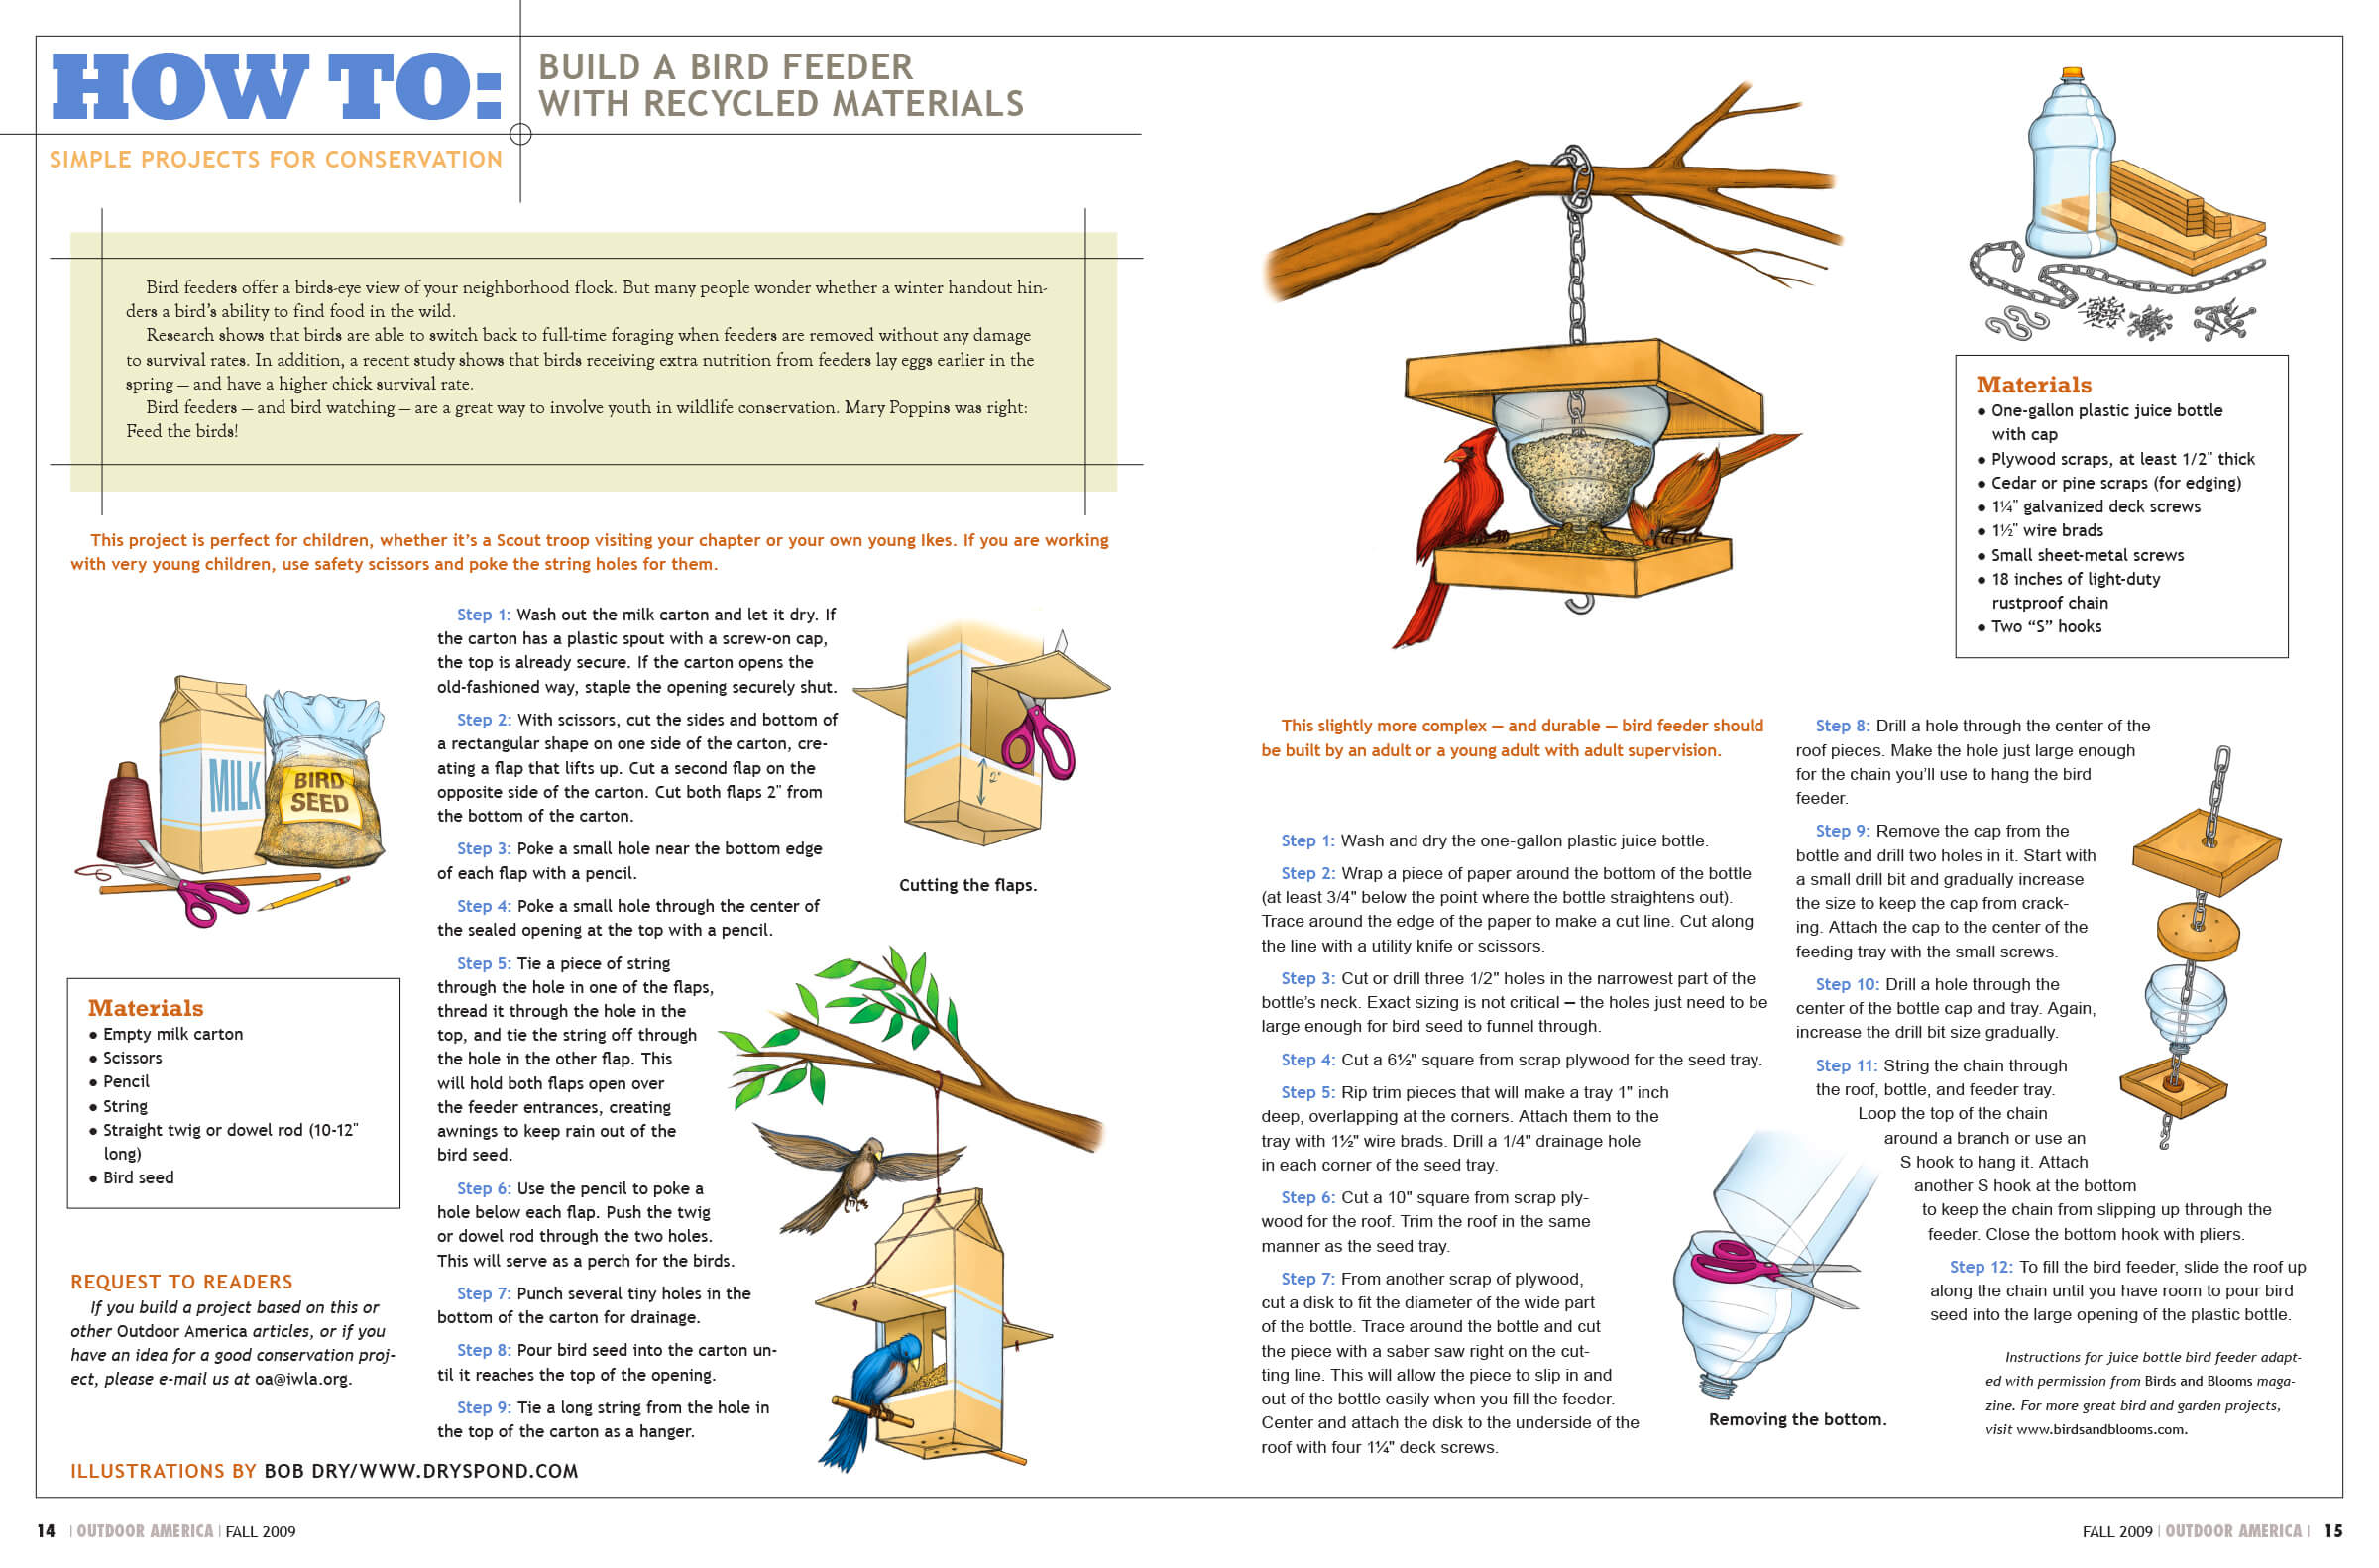 HOW TO:
BUILD A BIRD FEEDER
WITH RECYCLED MATERIALS
SIMPLE PROJECTS FOR CONSERVATION
Bird feeders offer a birds-eye view of your neighborhood flock. But many people wonder whether a winter handout hin-
ders a bird's ability to find food in the wild.
Research shows that birds are able to switch back to full-time foraging when feeders are removed without any damage
to survival rates. In addition, a recent study shows that birds receiving extra nutrition from feeders lay eggs earlier in the
spring — and have a higher chick survival rate.
Bird feeders — and bird watching — are a great way to involve youth in wildlife conservation. Mary Poppins was right:
Feed the birds!
This project is perfect for children, whether it's a Scout troop visiting your chapter or your own young Ikes. If you are working
with very young children, use safety scissors and poke the string holes for them.
MILK
BIRD
SEED
Materials
● Empty milk carton
● Scissors
● Pencil
● String
● Straight twig or dowel rod (10-12"
long)
● Bird seed
REQUEST TO READERS
If you build a project based on this or
other Outdoor America articles, or if you
have an idea for a good conservation proj-
ect, please e-mail us at oa@iwla.org.
Step 1: Wash out the milk carton and let it dry. If
the carton has a plastic spout with a screw-on cap,
the top is already secure. If the carton opens the
old-fashioned way, staple the opening securely shut.
Step 2: With scissors, cut the sides and bottom of
a rectangular shape on one side of the carton, cre-
ating a flap that lifts up. Cut a second flap on the
opposite side of the carton. Cut both flaps 2" from
the bottom of the carton.
Step 3: Poke a small hole near the bottom edge
of each flap with a pencil.
Step 4: Poke a small hole through the center of
the sealed opening at the top with a pencil.
Step 5: Tie a piece of string
through the hole in one of the flaps,
thread it through the hole in the
top, and tie the string off through
the hole in the other flap. This
will hold both flaps open over
the feeder entrances, creating
awnings to keep rain out of the
bird seed.
Step 6: Use the pencil to poke a
hole below each flap. Push the twig
or dowel rod through the two holes.
This will serve as a perch for the birds.
Step 7: Punch several tiny holes in the
bottom of the carton for drainage.
Step 8: Pour bird seed into the carton un-
til it reaches the top of the opening.
Step 9: Tie a long string from the hole in
the top of the carton as a hanger.
2"
Cutting the flaps.
ILLUSTRATIONS BY BOB DRY/WWW.DRYSPOND.COM
14 | OUTDOOR AMERICA | FALL 2009
Materials
● One-gallon plastic juice bottle
with cap
● Plywood scraps, at least 1/2" thick
● Cedar or pine scraps (for edging)
● 1¼" galvanized deck screws
● 1½" wire brads
● Small sheet-metal screws
● 18 inches of light-duty
rustproof chain
● Two “S” hooks
This slightly more complex — and durable — bird feeder should
be built by an adult or a young adult with adult supervision.
Step 1: Wash and dry the one-gallon plastic juice bottle.
Step 2: Wrap a piece of paper around the bottom of the bottle
(at least 3/4" below the point where the bottle straightens out).
Trace around the edge of the paper to make a cut line. Cut along
the line with a utility knife or scissors.
Step 3: Cut or drill three 1/2" holes in the narrowest part of the
bottle's neck. Exact sizing is not critical — the holes just need to be
large enough for bird seed to funnel through.
Step 4: Cut a 6½" square from scrap plywood for the seed tray.
Step 5: Rip trim pieces that will make a tray 1" inch
deep, overlapping at the corners. Attach them to the
tray with 1½" wire brads. Drill a 1/4" drainage hole
in each corner of the seed tray.
Step 6: Cut a 10" square from scrap ply-
wood for the roof. Trim the roof in the same
manner as the seed tray.
Step 7: From another scrap of plywood,
cut a disk to fit the diameter of the wide part
of the bottle. Trace around the bottle and cut
the piece with a saber saw right on the cut-
ting line. This will allow the piece to slip in and
out of the bottle easily when you fill the feeder.
Center and attach the disk to the underside of the
roof with four 1¼" deck screws.
Removing the bottom.
Step 8: Drill a hole through the center of the
roof pieces. Make the hole just large enough
for the chain you'll use to hang the bird
feeder.
Step 9: Remove the cap from the
bottle and drill two holes in it. Start with
a small drill bit and gradually increase
the size to keep the cap from crack-
ing. Attach the cap to the center of the
feeding tray with the small screws.
Step 10: Drill a hole through the
center of the bottle cap and tray. Again,
increase the drill bit size gradually.
Step 11: String the chain through
the roof, bottle, and feeder tray.
Loop the top of the chain
around a branch or use an
S hook to hang it. Attach
another S hook at the bottom
to keep the chain from slipping up through the
feeder. Close the bottom hook with pliers.
Step 12: To fill the bird feeder, slide the roof up
along the chain until you have room to pour bird
seed into the large opening of the plastic bottle.
Instructions for juice bottle bird feeder adapt-
ed with permission from Birds and Blooms maga-
zine. For more great bird and garden projects,
visit www.birdsandblooms.com.
FALL 2009 | OUTDOOR AMERICA | 15